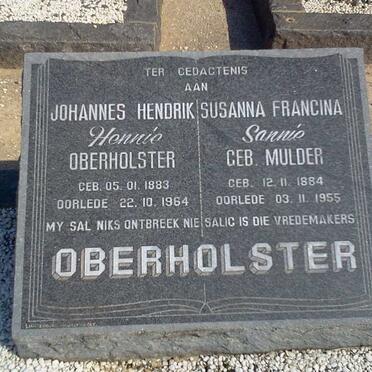 TER GEDACTENIS
AAN
JOHANNES HENDRIK
Hennie
OBERHOLSTER
GEB. 05. 01. 1883
OORLEDE 22. 10. 1964
MY SAL NIKS ONTBREEK NIE
SUSANNA FRANCINA
Sannie
GEB. MULDER
GEB. 12. 11. 1884
OORLEDE 03. 11. 1955
SALIG IS DIE VREDEMAKERS
OBERHOLSTER